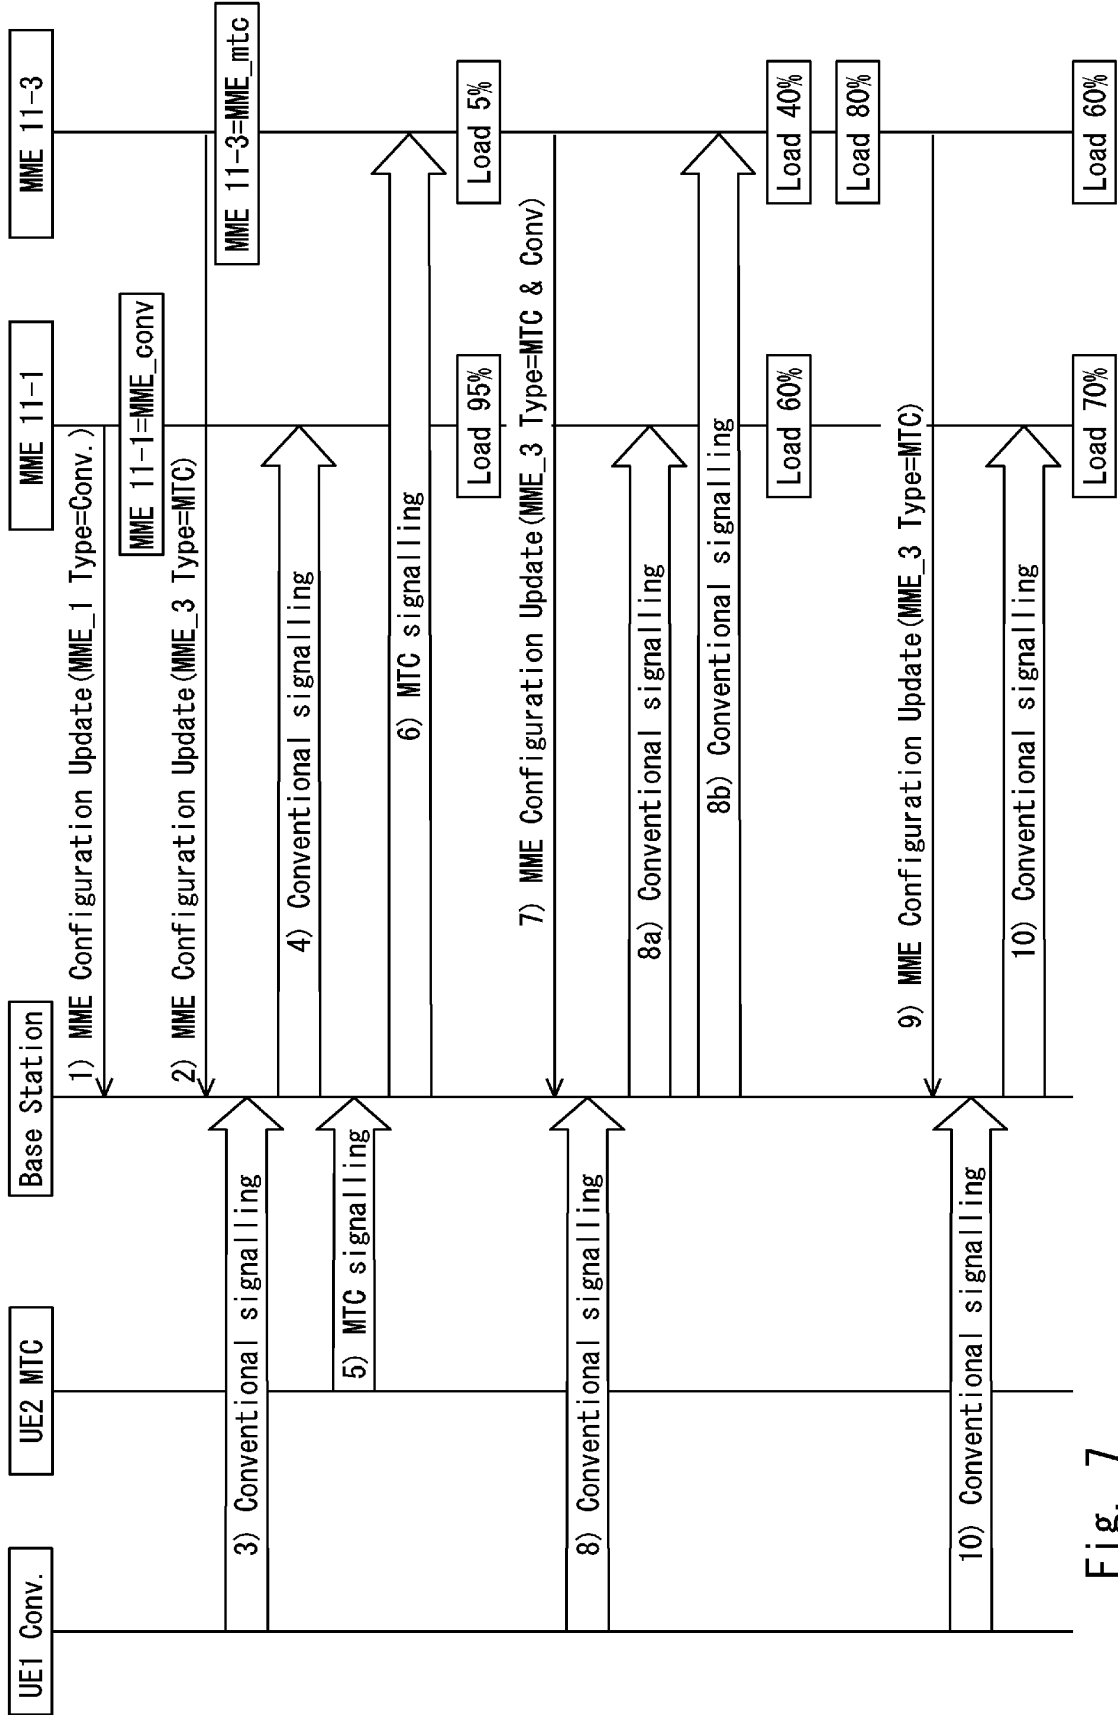 UE1 Conv.
UE2 MTC
Base Station
MME 11-1
MME 11-3
1) MME Configuration Update(MME_1 Type=Conv.)
MME 11-1=MME_conv
2) MME Configuration Update(MME_3 Type=MTC)
MME 11-3=MME_mtc
3) Conventional signalling
4) Conventional signalling
5) MTC signalling
6) MTC signalling
Load 95%
Load 5%
7) MME Configuration Update(MME_3 Type=MTC & Conv)
8) Conventional signalling
8a) Conventional signalling
8b) Conventional signalling
Load 60%
Load 40%
Load 80%
9) MME Configuration Update(MME_3 Type=MTC)
10) Conventional signalling
10) Conventional signalling
Load 70%
Load 60%
Fig. 7